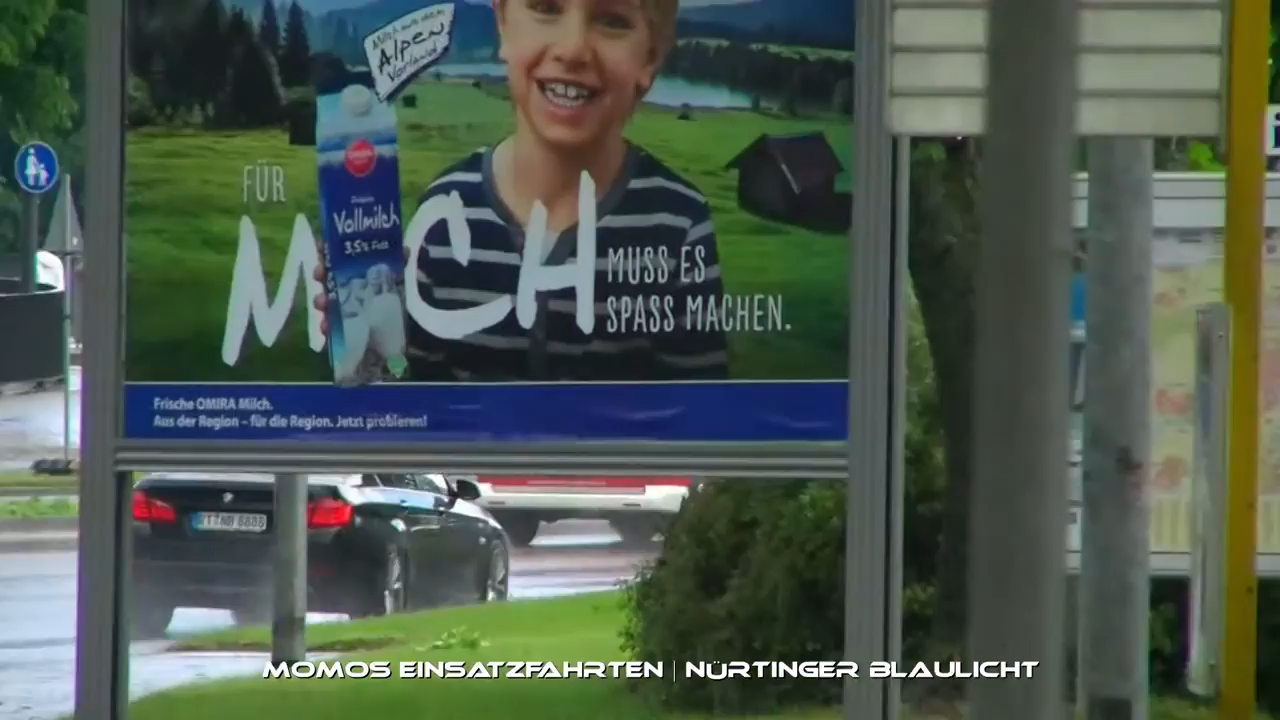 Milch aus dem
Alpen
Vorland
FÜR
Vollmilch
3,5% Fett
M CH
MUSS ES
SPASS MACHEN.
Frische OMIRA Milch.
Aus der Region – für die Region. Jetzt probieren!
MOMOS EINSATZFAHRTEN | NÜRTINGER BLAULICHT